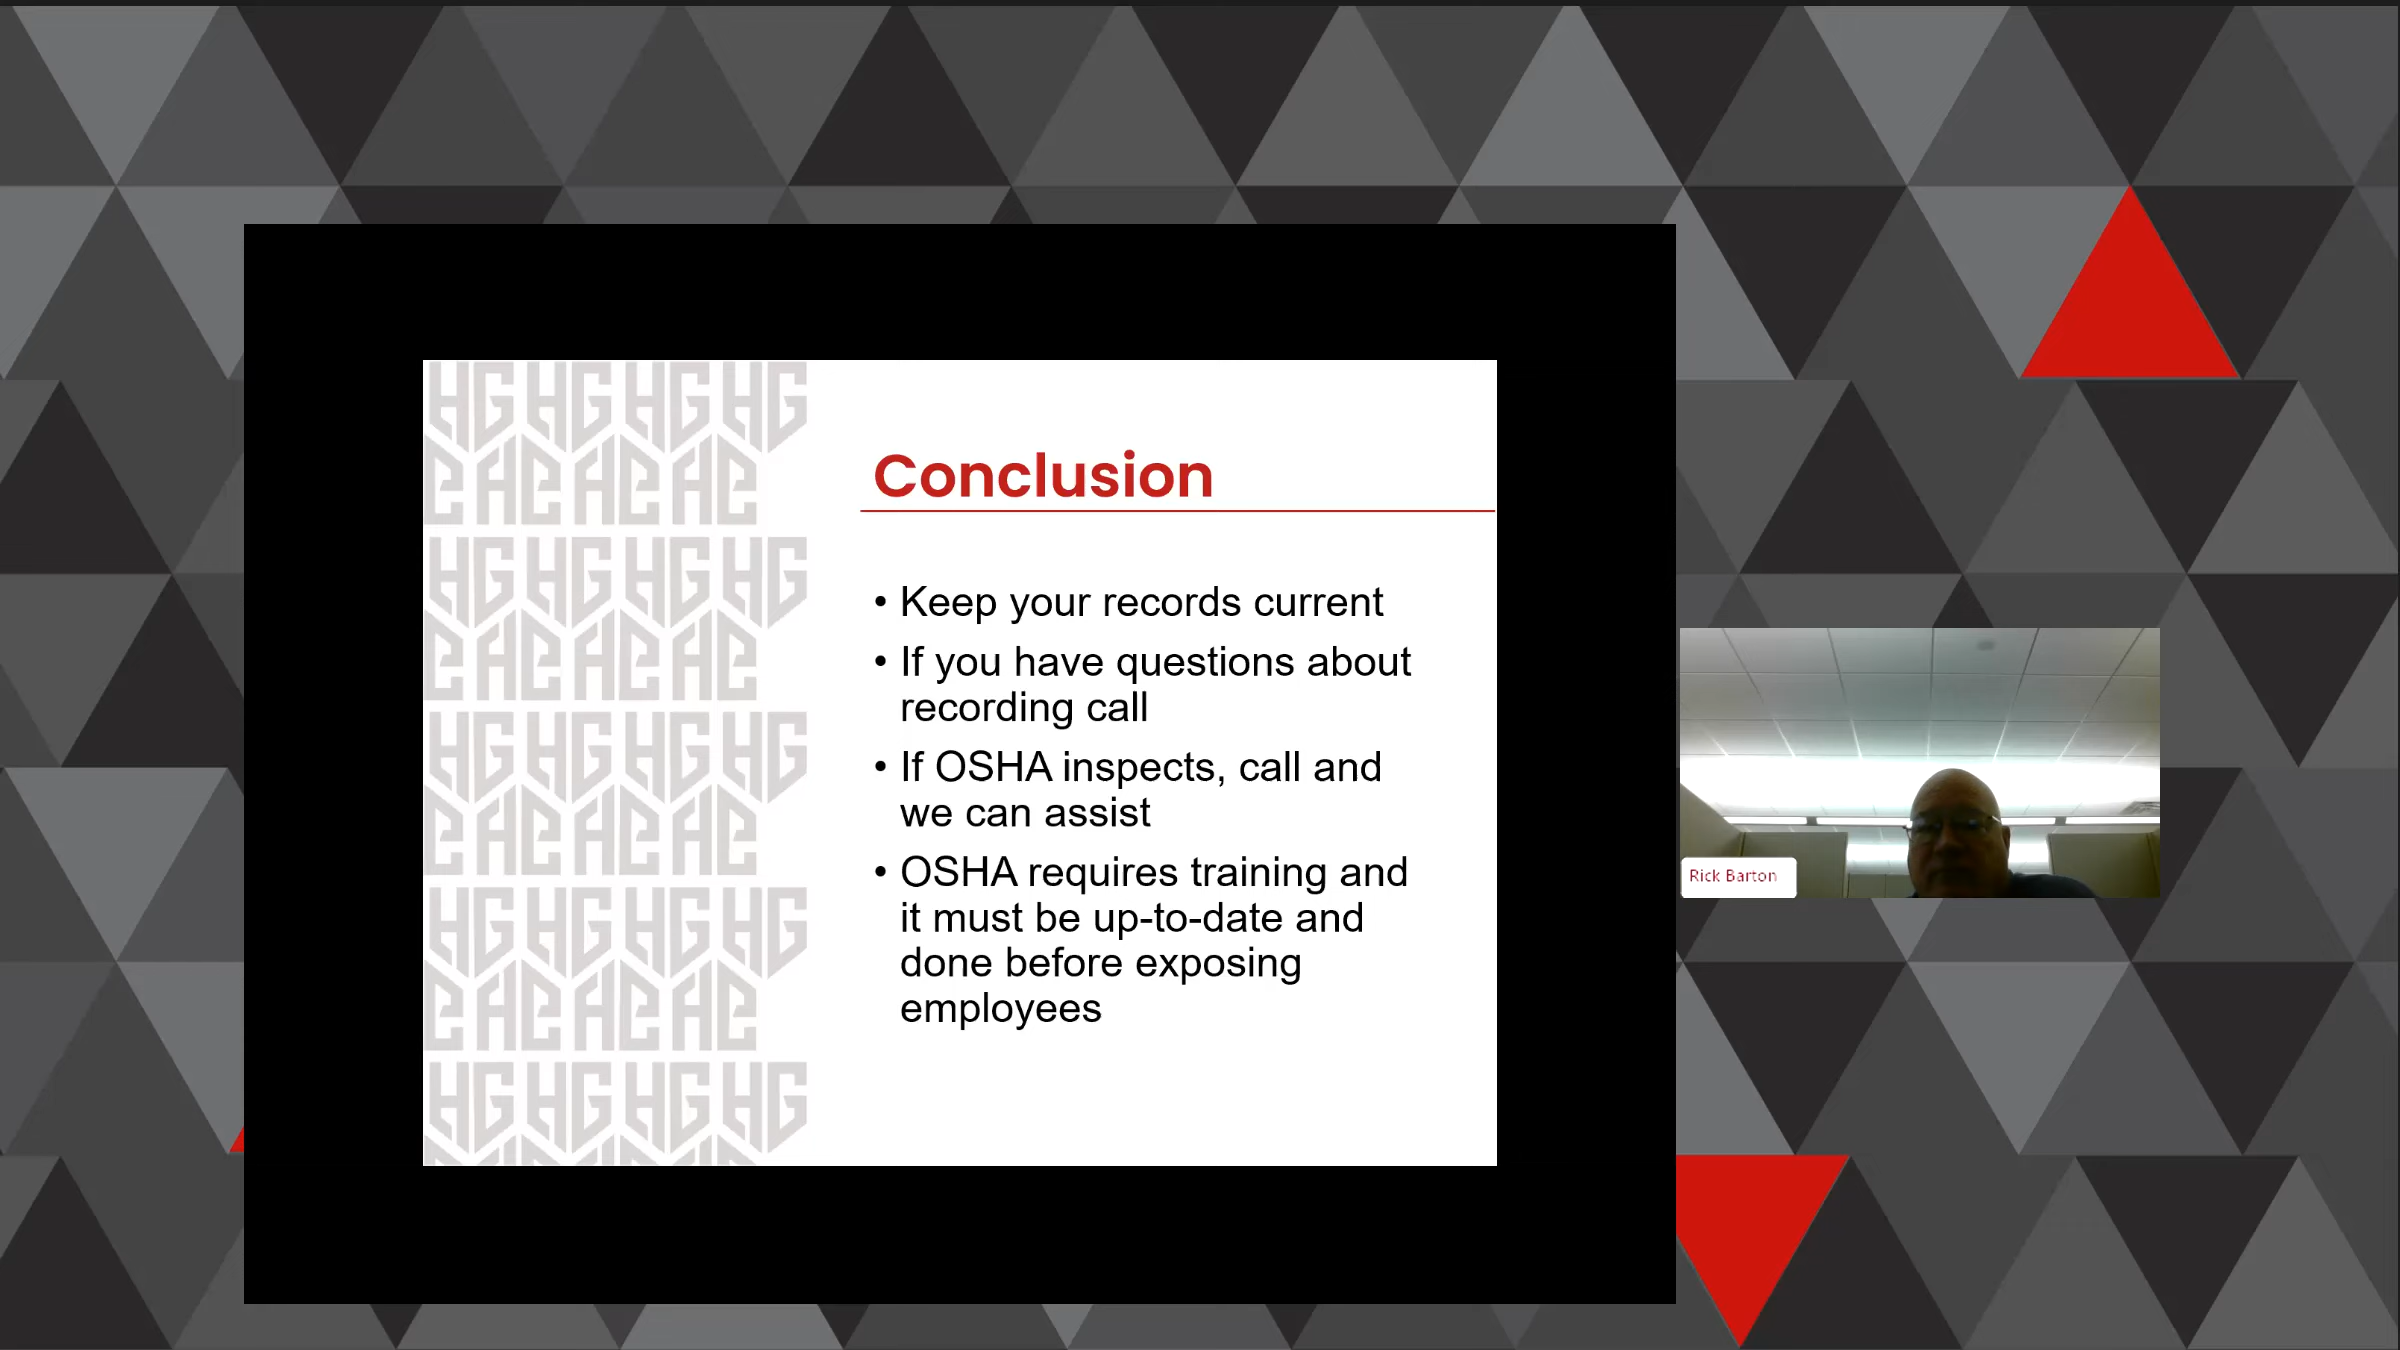 Conclusion
• Keep your records current
• If you have questions about
recording call
• If OSHA inspects, call and
we can assist
• OSHA requires training and
it must be up-to-date and
done before exposing
employees
Rick Barton